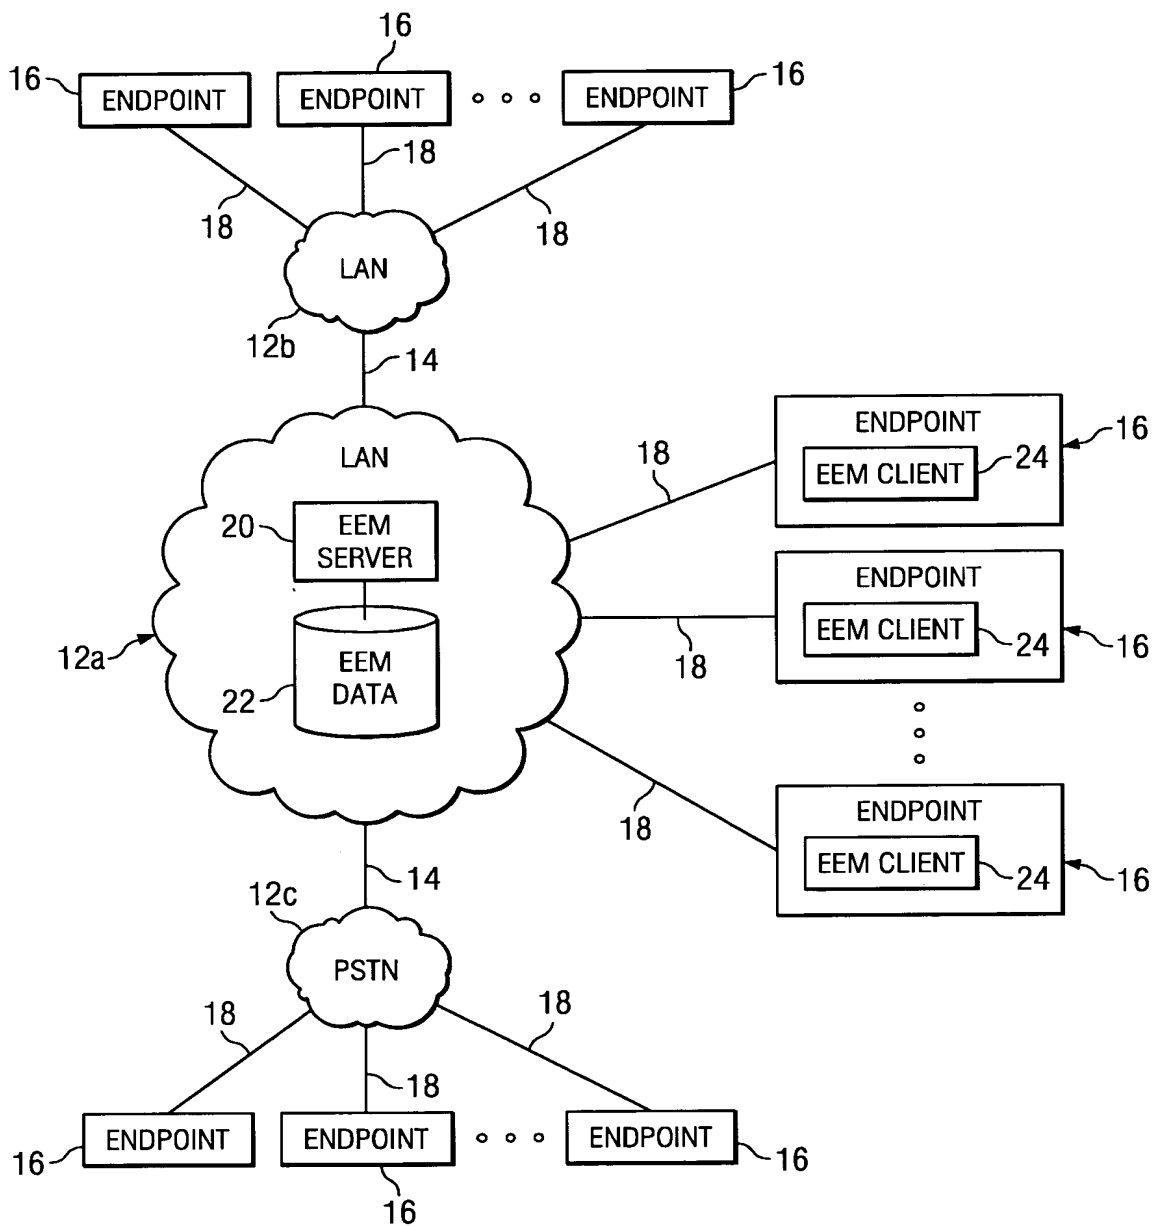 16
16
16
ENDPOINT
ENDPOINT
ENDPOINT
18
18
18
LAN
12b
14
LAN
ENDPOINT
16
18
EEM CLIENT
24
20
EEM
SERVER
ENDPOINT
EEM CLIENT
24
16
18
12a
22
EEM
DATA
18
ENDPOINT
EEM CLIENT
24
16
14
12c
PSTN
18
18
18
ENDPOINT
ENDPOINT
ENDPOINT
16
16
16